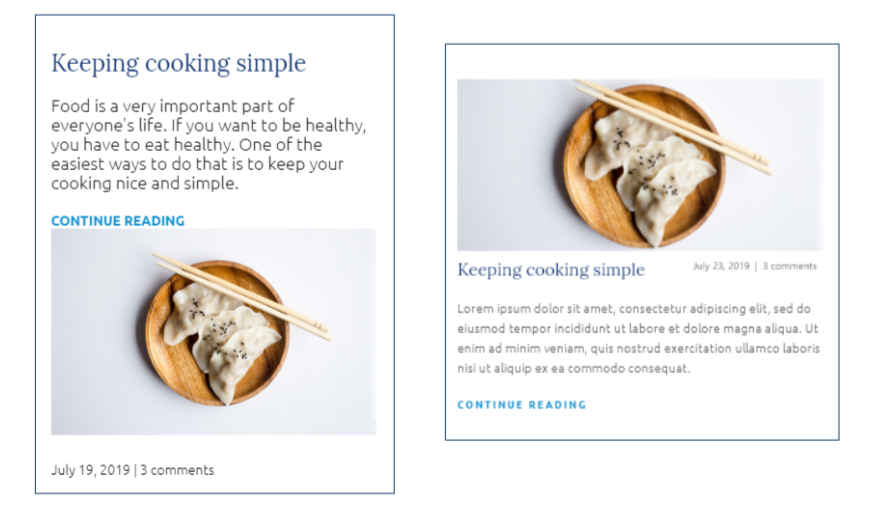 Keeping cooking simple
Food is a very important part of
everyone's life. If you want to be healthy,
you have to eat healthy. One of the
easiest ways to do that is to keep your
cooking nice and simple.
CONTINUE READING
July 19, 2019 | 3 comments
Keeping cooking simple
July 23, 2019 | 3 comments
Lorem ipsum dolor sit amet, consectetur adipiscing elit, sed do
eiusmod tempor incididunt ut labore et dolore magna aliqua. Ut
enim ad minim veniam, quis nostrud exercitation ullamco laboris
nisi ut aliquip ex ea commodo consequat.
CONTINUE READING